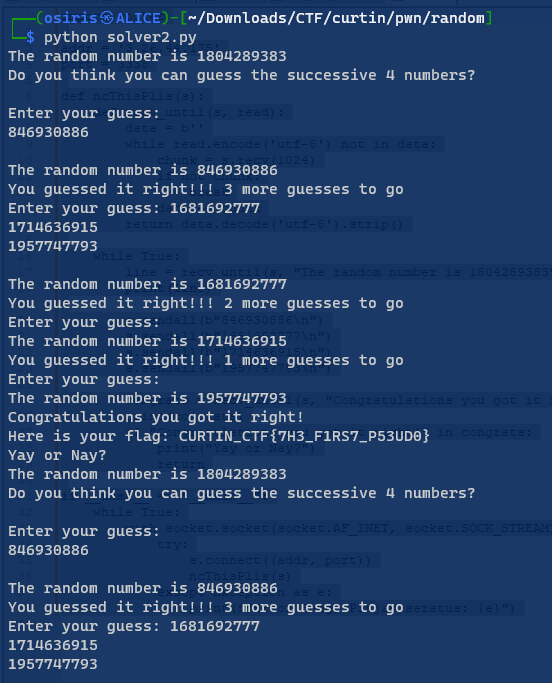 (osiris㉿ALICE)-[~/Downloads/CTF/curtin/pwn/random]
$ python solver2.py
The random number is 1804289383
Do you think you can guess the successive 4 numbers?
Enter your guess:
846930886
The random number is 846930886
You guessed it right!!! 3 more guesses to go
Enter your guess: 1681692777
1714636915
1957747793
The random number is 1681692777
You guessed it right!!! 2 more guesses to go
Enter your guess:
The random number is 1714636915
You guessed it right!!! 1 more guesses to go
Enter your guess:
The random number is 1957747793
Congratulations you got it right!
Here is your flag: CURTIN_CTF{7H3_F1RS7_P53UD0}
Yay or Nay?
The random number is 1804289383
Do you think you can guess the successive 4 numbers?
Enter your guess:
846930886
The random number is 846930886
You guessed it right!!! 3 more guesses to go
Enter your guess: 1681692777
1714636915
1957747793